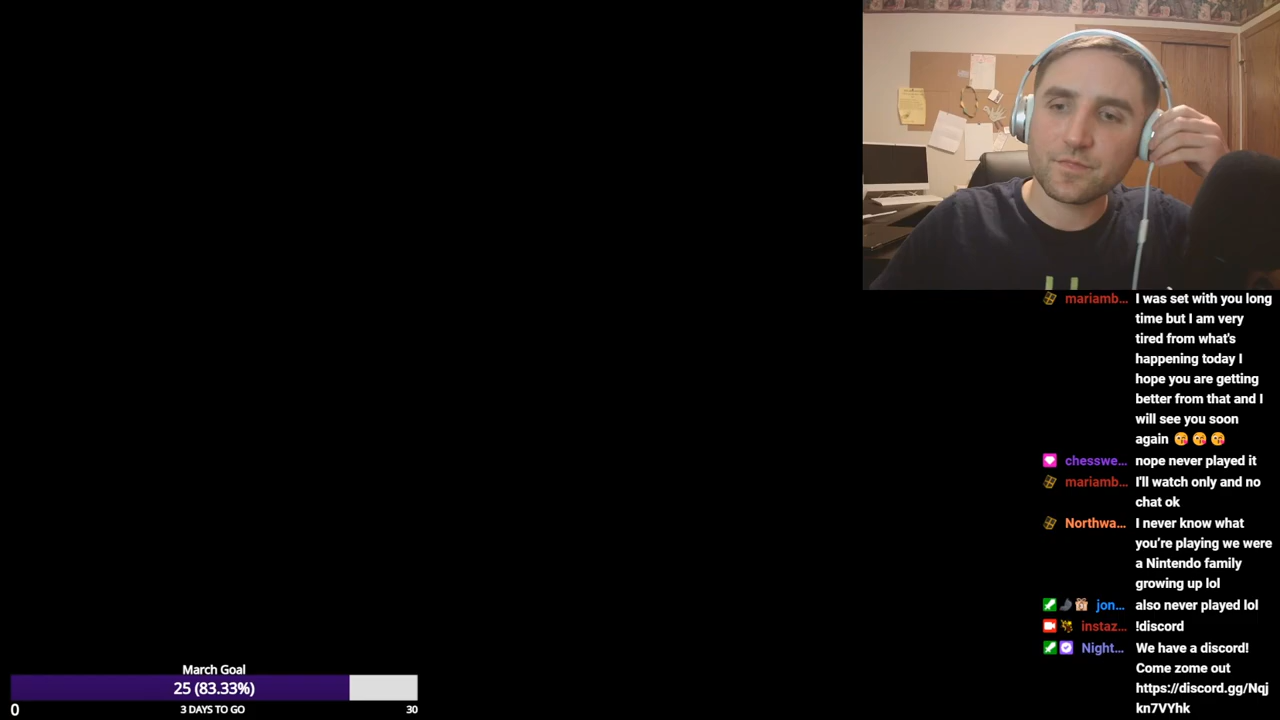 mariamb… I was set with you long
time but I am very
tired from what's
happening today I
hope you are getting
better from that and I
will see you soon
again 😘 😘 😘
chesswe… nope never played it
mariamb… I'll watch only and no
chat ok
Northwa… I never know what
you’re playing we were
a Nintendo family
growing up lol
jon… also never played lol
instaz… !discord
Night… We have a discord!
Come zome out
https://discord.gg/Nqj
kn7VYhk
March Goal
25 (83.33%)
0 3 DAYS TO GO 30